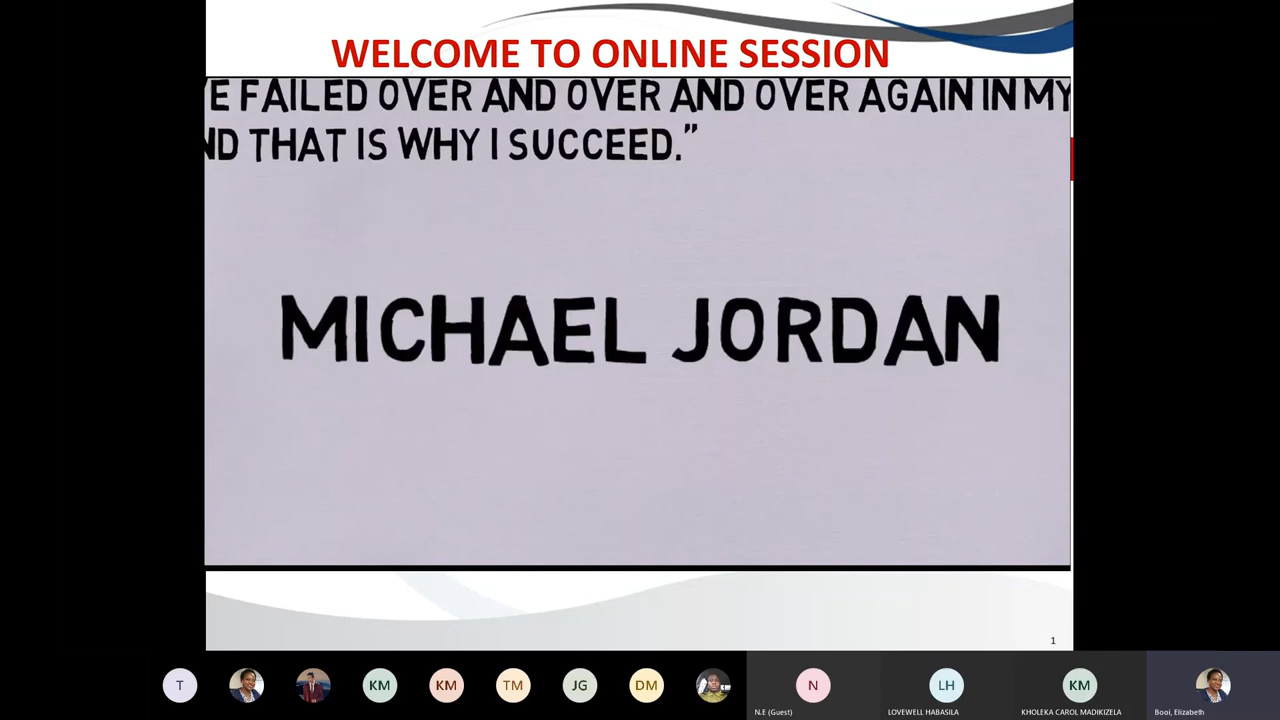 WELCOME TO ONLINE SESSION
E FAILED OVER AND OVER AND OVER AGAIN IN MY
ND THAT IS WHY I SUCCEED.”
MICHAEL JORDAN
1
T
KM
KM
TM
JG
DM
N
LH
KM
N.E (Guest)
LOVEWELL HABASILA
KHOLEKA CAROL MADIKIZELA
Booi, Elizabeth